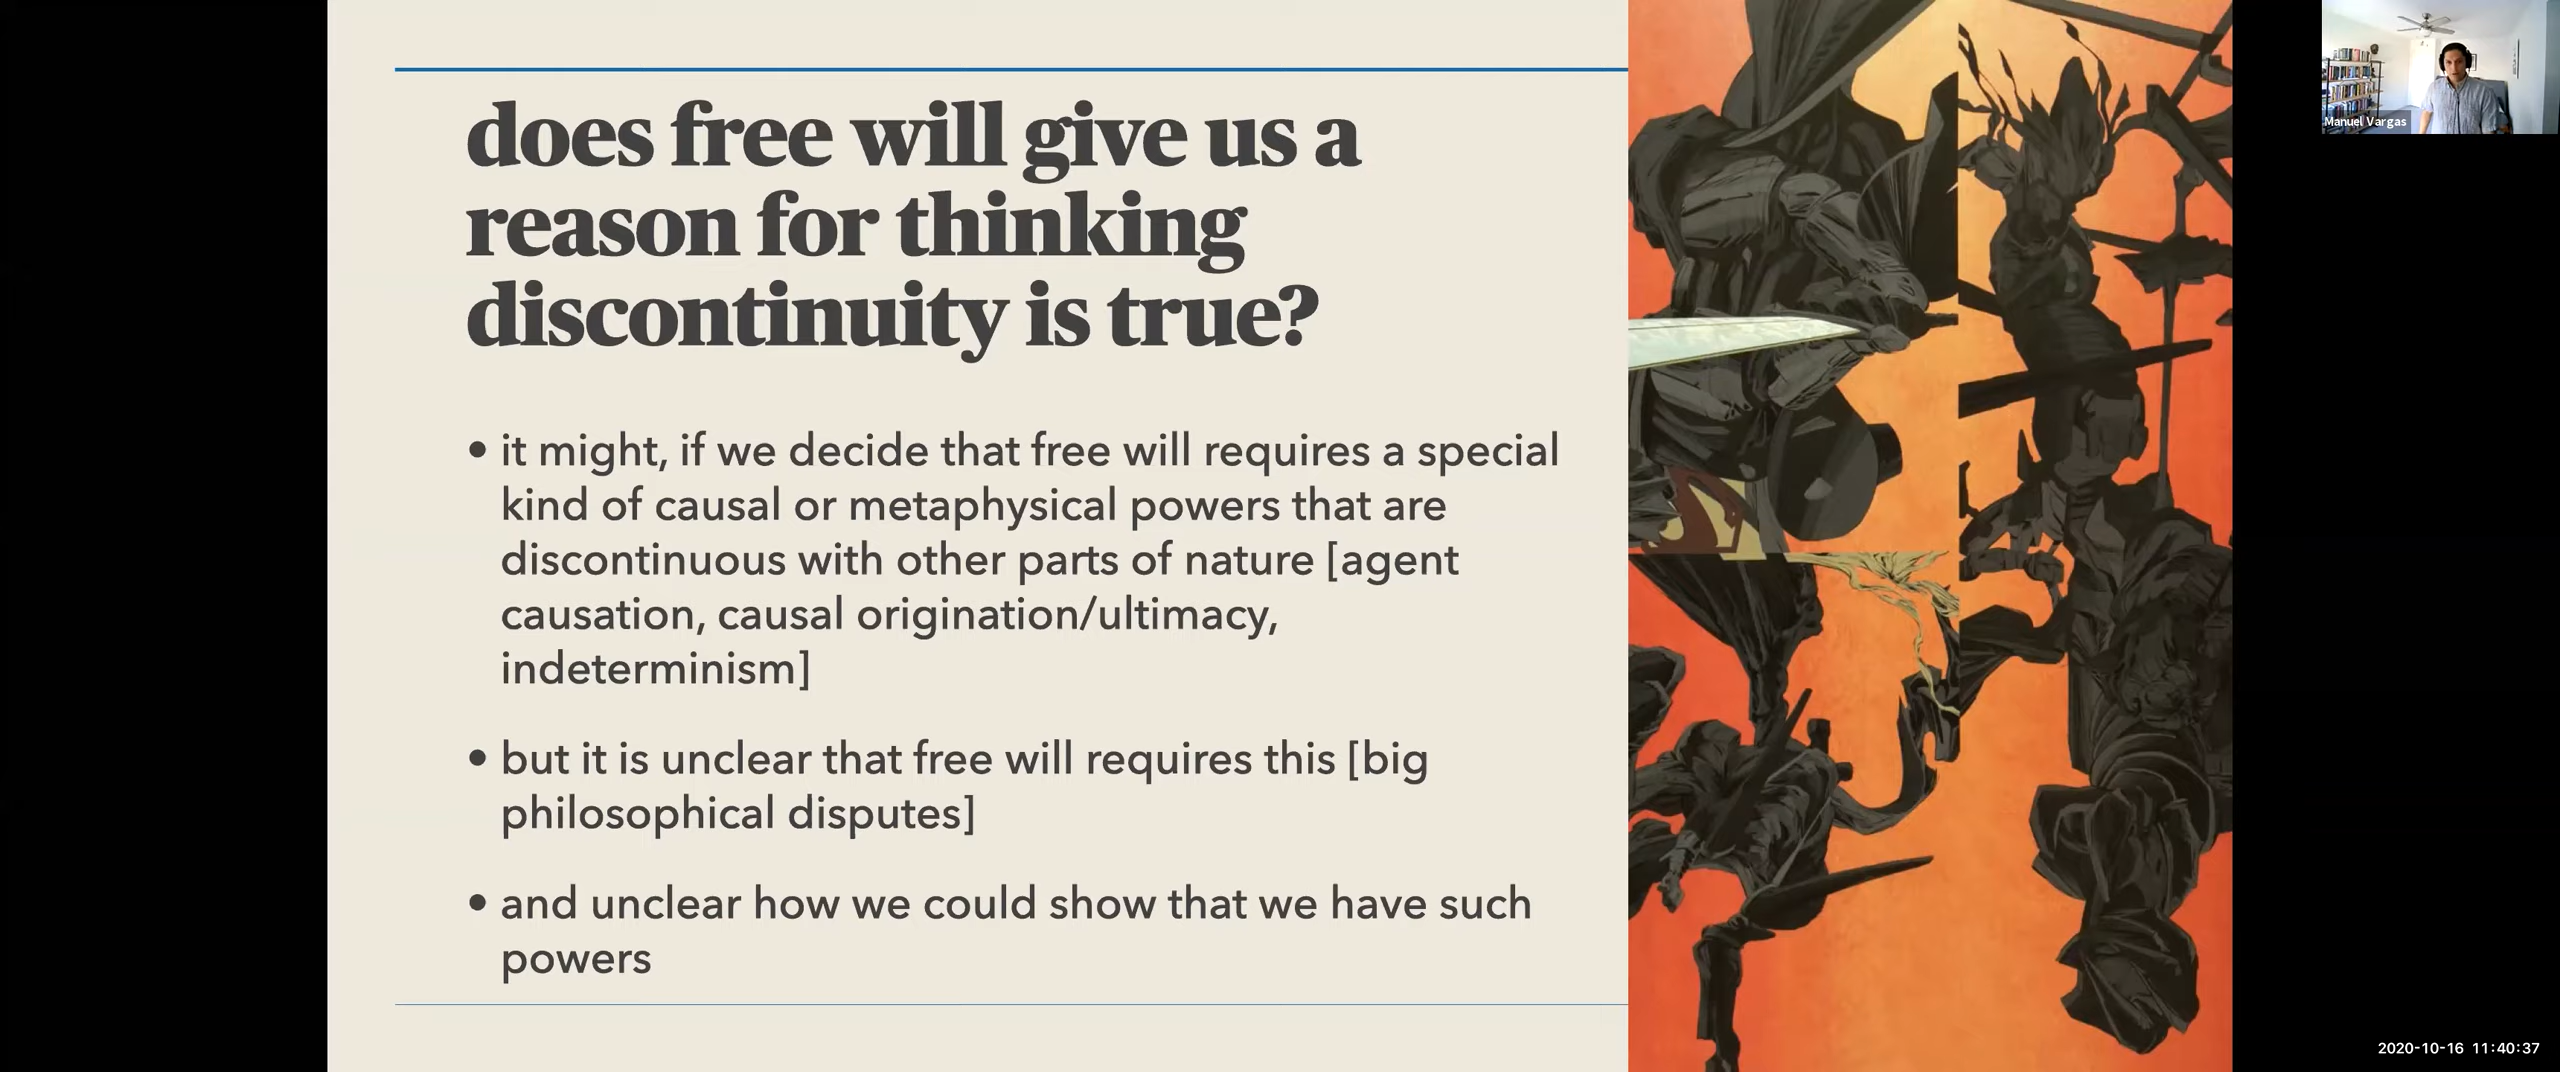 does free will give us a
reason for thinking
discontinuity is true?
• it might, if we decide that free will requires a special
kind of causal or metaphysical powers that are
discontinuous with other parts of nature [agent
causation, causal origination/ultimacy,
indeterminism]
• but it is unclear that free will requires this [big
philosophical disputes]
• and unclear how we could show that we have such
powers
Manuel Vargas
2020-10-16 11:40:37